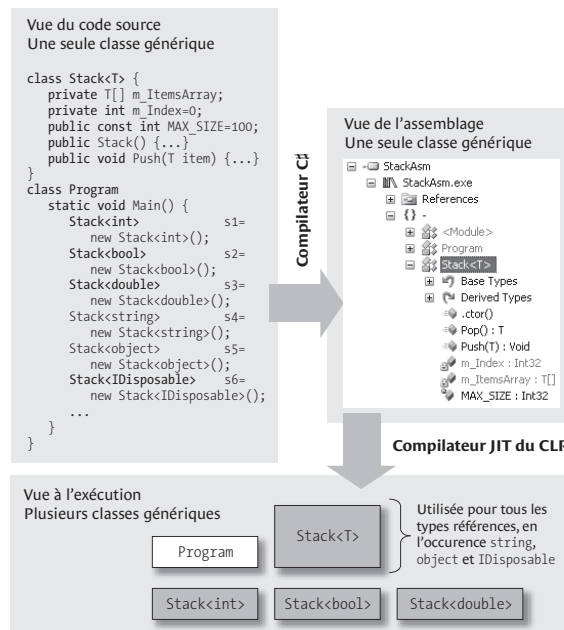 Vue du code source
Une seule classe générique
class Stack<T> {
private T[] m_ItemsArray;
private int m_Index=0;
public const int MAX_SIZE=100;
public Stack() {...}
public void Push(T item) {...}
}
class Program
static void Main() {
Stack<int> s1=
new Stack<int>();
Stack<bool> s2=
new Stack<bool>();
Stack<double> s3=
new Stack<double>();
Stack<string> s4=
new Stack<string>();
Stack<object> s5=
new Stack<object>();
Stack<IDisposable> s6=
new Stack<IDisposable>();
...
}
}
Compilateur C#
Vue de l'assemblage
Une seule classe générique
StackAsm
StackAsm.exe
References
{} -
<Module>
Program
Stack<T>
Base Types
Derived Types
.ctor()
Pop() : T
Push(T) : Void
m_Index : Int32
m_ItemsArray : T[]
MAX_SIZE : Int32
Compilateur JIT du CLR
Vue à l'exécution
Plusieurs classes génériques
Program
Stack<T>
Utilisée pour tous les
types références, en
l'occurence string,
object et IDisposable
Stack<int>
Stack<bool>
Stack<double>